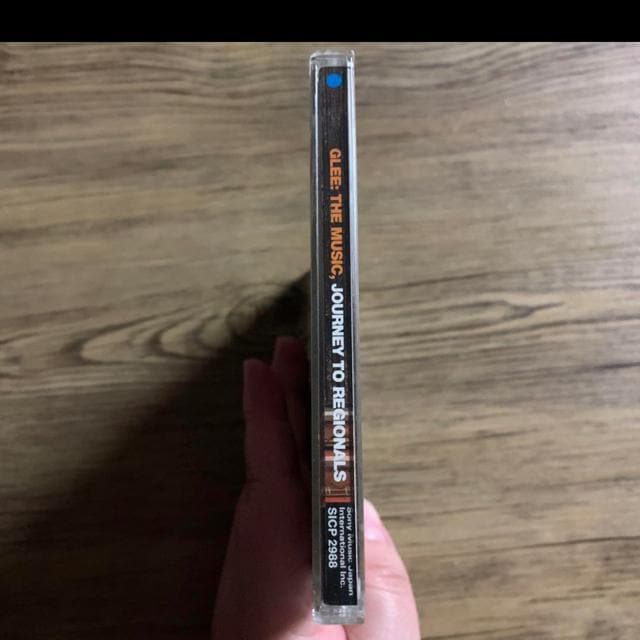 GLEE: THE MUSIC, JOURNEY TO REGIONALS
Sony Music Japan
International Inc.
SICP 2988